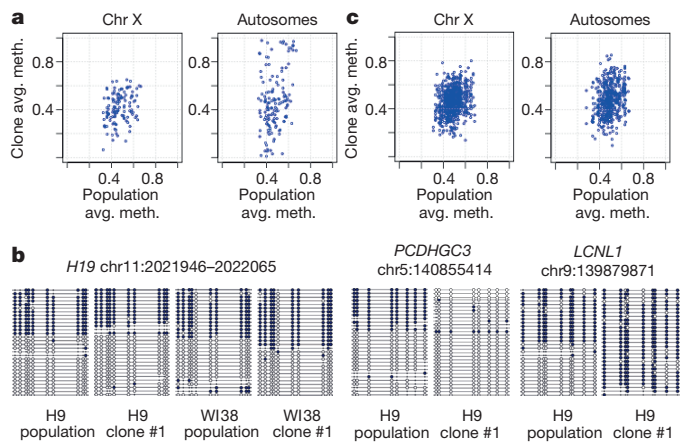 a
Chr X
Autosomes
Clone avg. meth.
0.8
0.4
0.4
0.8
0.4
0.8
Population
avg. meth.
Population
avg. meth.
c
Chr X
Autosomes
0.8
0.4
0.4
0.8
0.4
0.8
Population
avg. meth.
Population
avg. meth.
b
H19 chr11:2021946–2022065
PCDHGC3
chr5:140855414
LCNL1
chr9:139879871
H9
population
H9
clone #1
WI38
population
WI38
clone #1
H9
population
H9
clone #1
H9
population
H9
clone #1